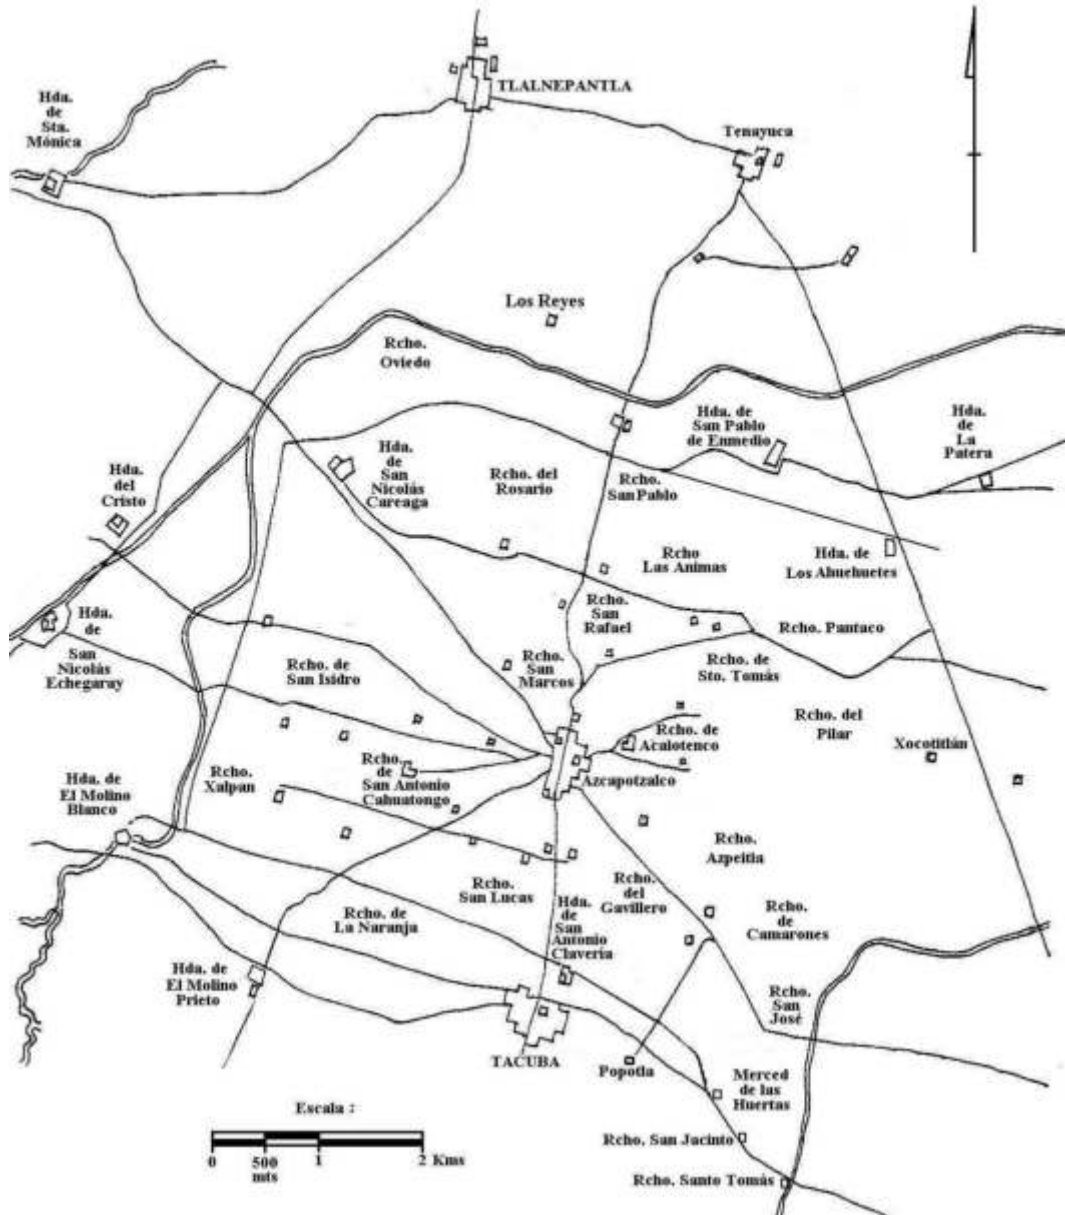 TLALNEPANTLA
Hda.
de
Sta.
Mónica
Tenayuca
Los Reyes
Rcho.
Oviedo
Hda. de
San Pablo
de Enmedio
Hda.
de
La
Patera
Hda.
de
San
Nicolás
Careaga
Hda.
del
Cristo
Rcho. del
Rosario
Rcho.
San Pablo
Rcho
Las Animas
Hda. de
Los Ahuehuetes
Hda.
de
San
Nicolás
Echegaray
Rcho.
San
Rafael
Rcho. Pantaco
Rcho. de
San Isidro
Rcho.
San
Marcos
Rcho. de
Sto. Tomás
Rcho. de
Acalotenco
Rcho. del
Pilar
Xocotitlán
Hda. de
El Molino
Blanco
Rcho.
Xalpan
Rcho.
de
San Antonio
Cahuatongo
Azcapotzalco
Rcho.
Azpeitia
Rcho.
San Lucas
Rcho.
del
Gavillero
Rcho. de
La Naranja
Hda.
de
San
Antonio
Clavería
Rcho.
de
Camarones
Hda. de
El Molino
Prieto
Rcho.
San
José
TACUBA
Popotla
Merced
de las
Huertas
Escala :
0 500 1 2 Kms
mts
Rcho. San Jacinto
Rcho. Santo Tomás